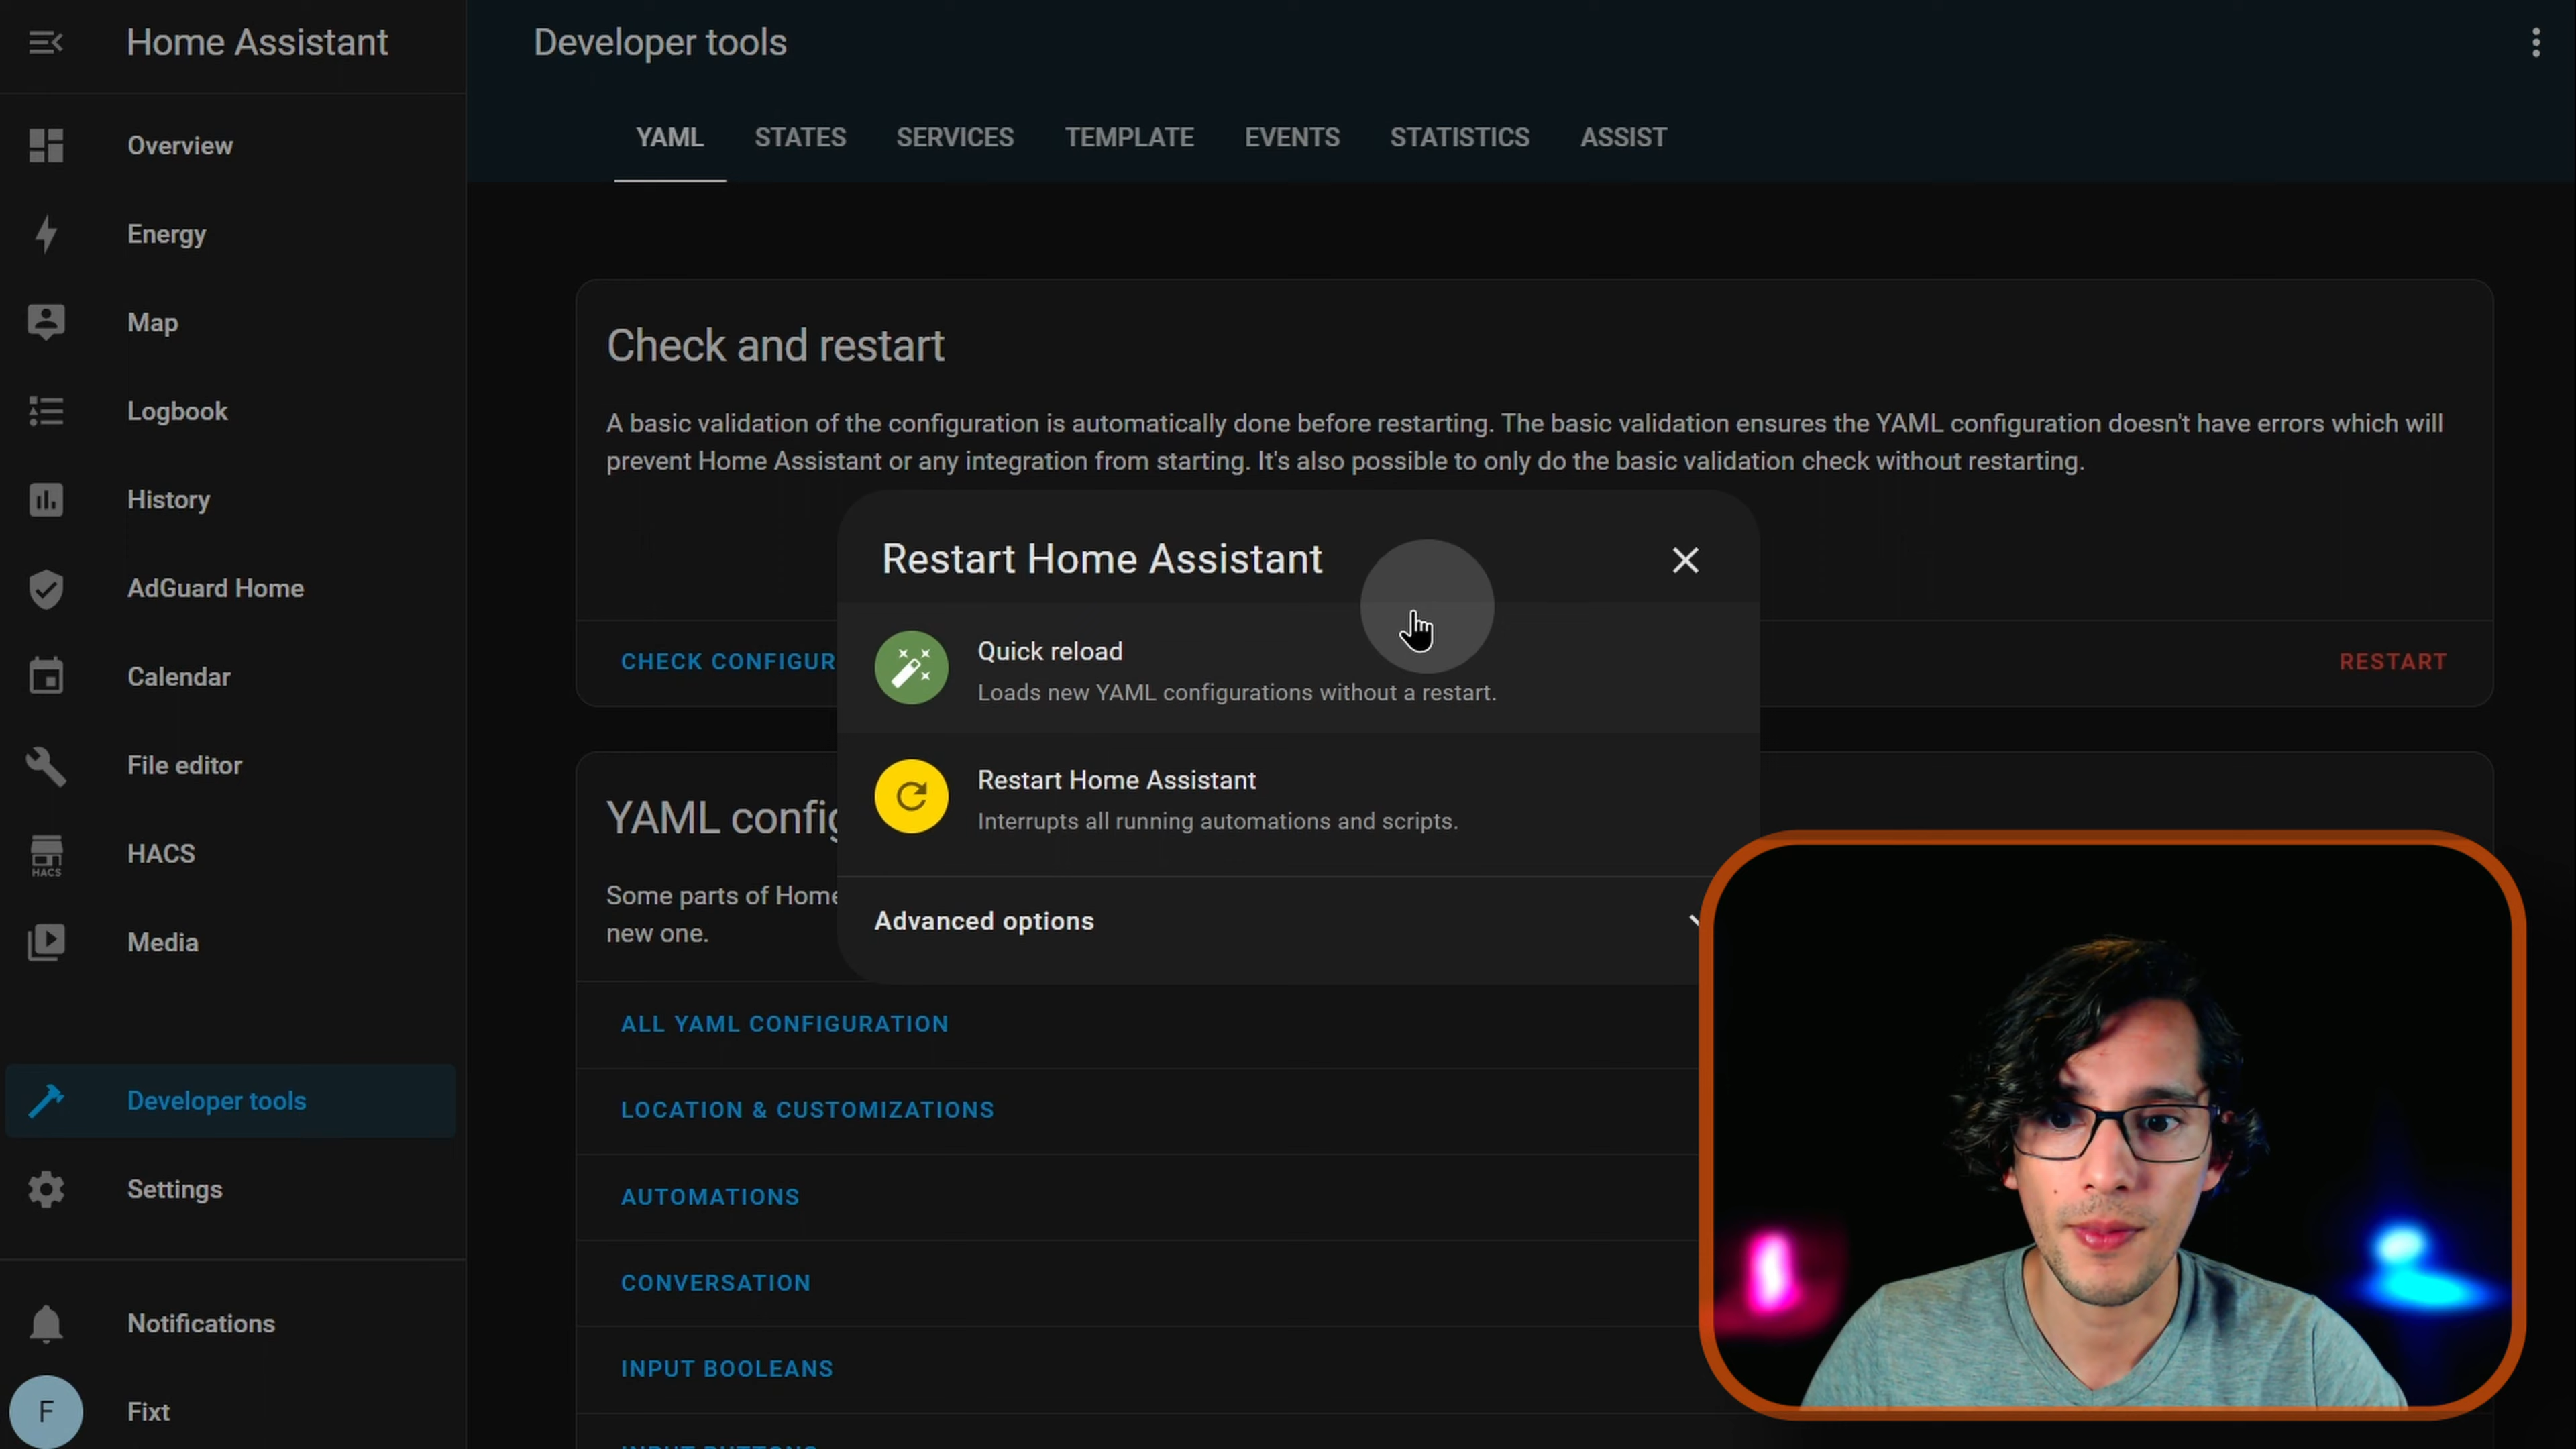 Home Assistant
Overview
Energy
Map
Logbook
History
AdGuard Home
Calendar
File editor
HACS
HACS
Media
Developer tools
Settings
Notifications
F
Fixt
Developer tools
YAML
STATES
SERVICES
TEMPLATE
EVENTS
STATISTICS
ASSIST
Check and restart
A basic validation of the configuration is automatically done before restarting. The basic validation ensures the YAML configuration doesn't have errors which will
prevent Home Assistant or any integration from starting. It's also possible to only do the basic validation check without restarting.
CHECK CONFIGUR
RESTART
Restart Home Assistant
Quick reload
Loads new YAML configurations without a restart.
Restart Home Assistant
Interrupts all running automations and scripts.
Advanced options
YAML config
Some parts of Home
new one.
ALL YAML CONFIGURATION
LOCATION & CUSTOMIZATIONS
AUTOMATIONS
CONVERSATION
INPUT BOOLEANS